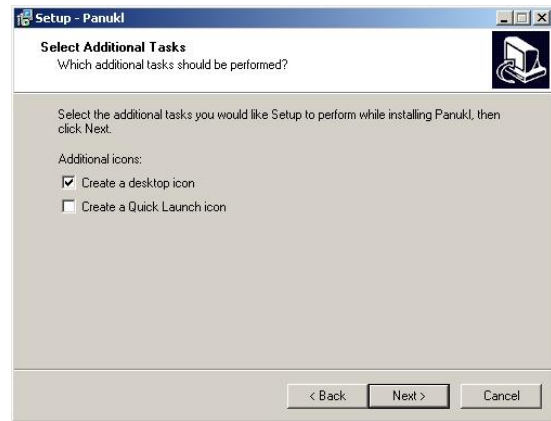 Setup - Panukl
Select Additional Tasks
Which additional tasks should be performed?
Select the additional tasks you would like Setup to perform while installing Panukl, then
click Next.
Additional icons:
Create a desktop icon
Create a Quick Launch icon
< Back Next > Cancel